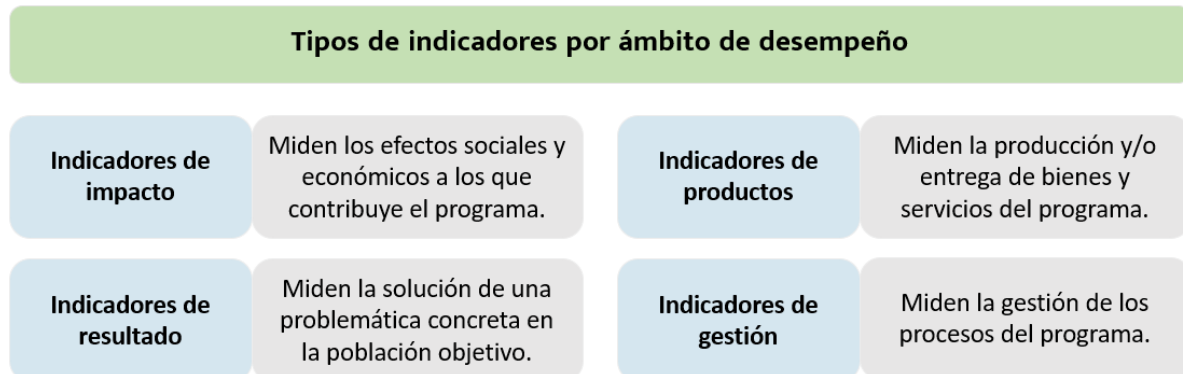 Tipos de indicadores por ámbito de desempeño
Indicadores de
impacto
Miden los efectos sociales y
económicos a los que
contribuye el programa.
Indicadores de
productos
Miden la producción y/o
entrega de bienes y
servicios del programa.
Indicadores de
resultado
Miden la solución de una
problemática concreta en
la población objetivo.
Indicadores de
gestión
Miden la gestión de los
procesos del programa.